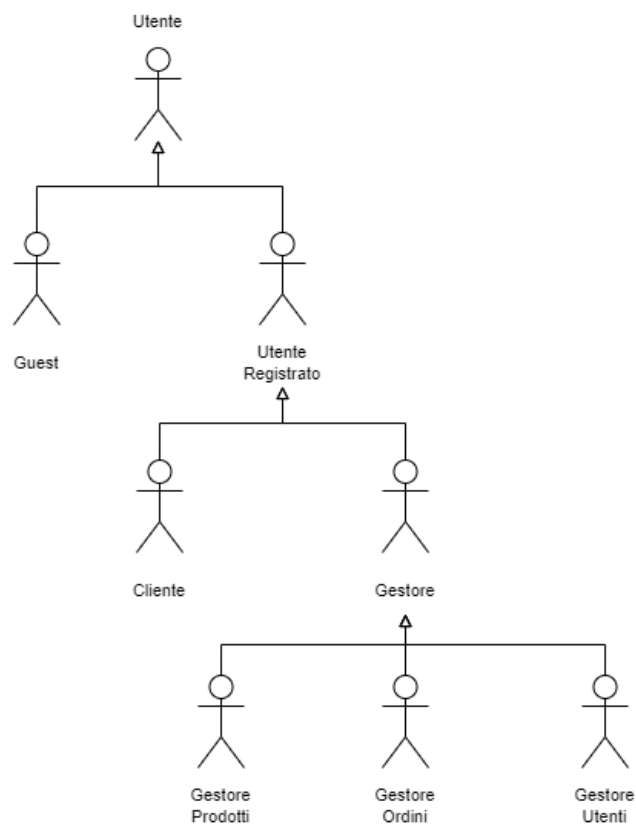 Utente
Guest
Utente
Registrato
Cliente
Gestore
Gestore
Prodotti
Gestore
Ordini
Gestore
Utenti